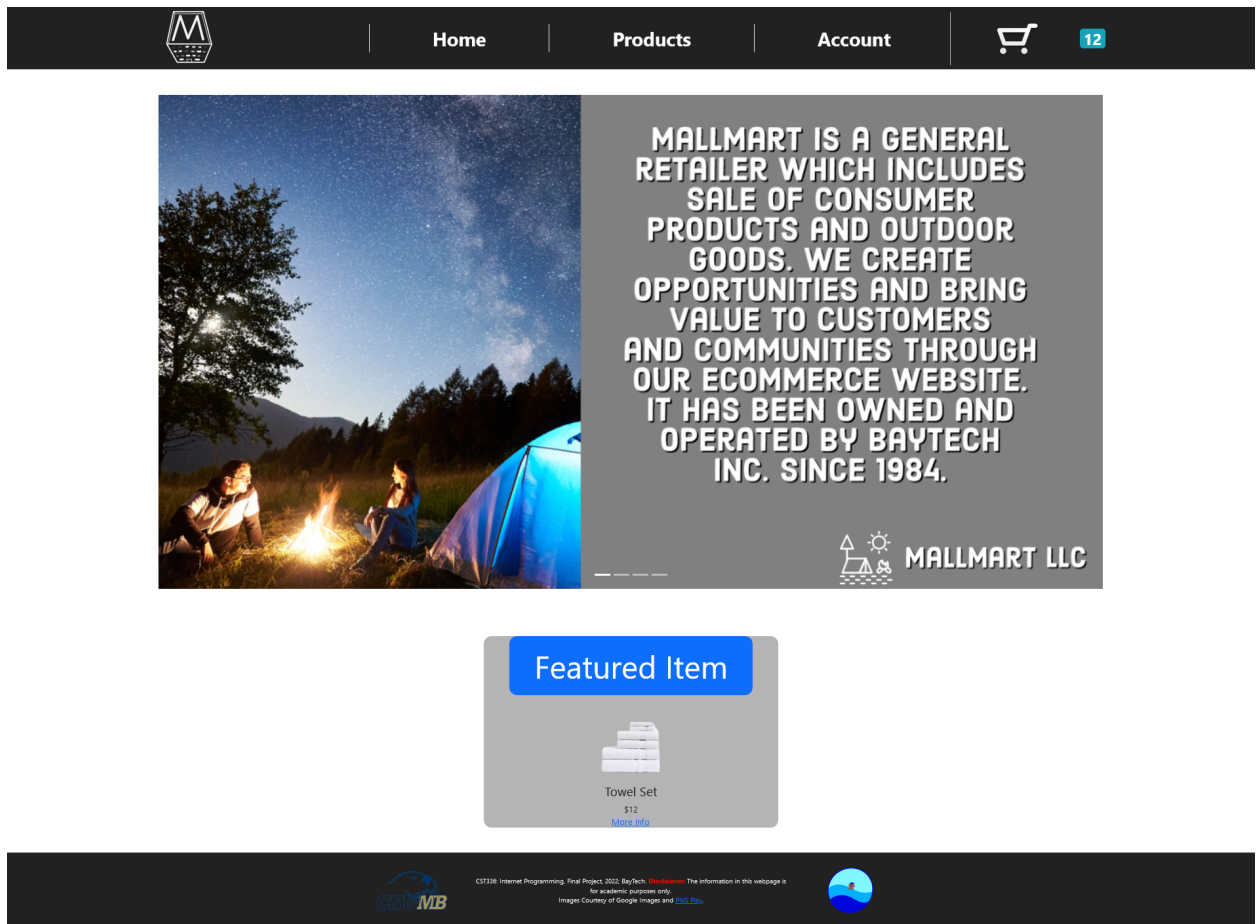 M
Home
Products
Account
12
MALLMART IS A GENERAL
RETAILER WHICH INCLUDES
SALE OF CONSUMER
PRODUCTS AND OUTDOOR
GOODS. WE CREATE
OPPORTUNITIES AND BRING
VALUE TO CUSTOMERS
AND COMMUNITIES THROUGH
OUR ECOMMERCE WEBSITE.
IT HAS BEEN OWNED AND
OPERATED BY BAYTECH
INC. SINCE 1984.
MALLMART LLC
Featured Item
Towel Set
$12
More Info
CSUMB
CST336: Internet Programming, Final Project, 2022; BayTech. Disclaimer: The information in this webpage is
for academic purposes only.
Images Courtesy of Google Images and PNG Play.